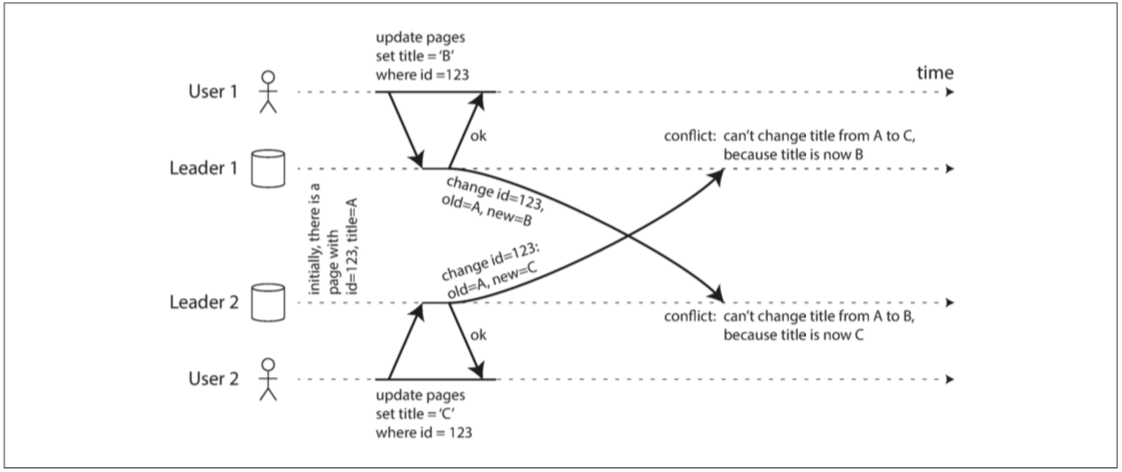 update pages
set title = 'B'
where id =123
time
User 1
ok
conflict: can't change title from A to C,
because title is now B
Leader 1
change id=123,
old=A, new=B
initially, there is a
page with
id=123, title=A
change id=123:
old=A, new=C
Leader 2
conflict: can't change title from A to B,
because title is now C
ok
User 2
update pages
set title = 'C'
where id = 123